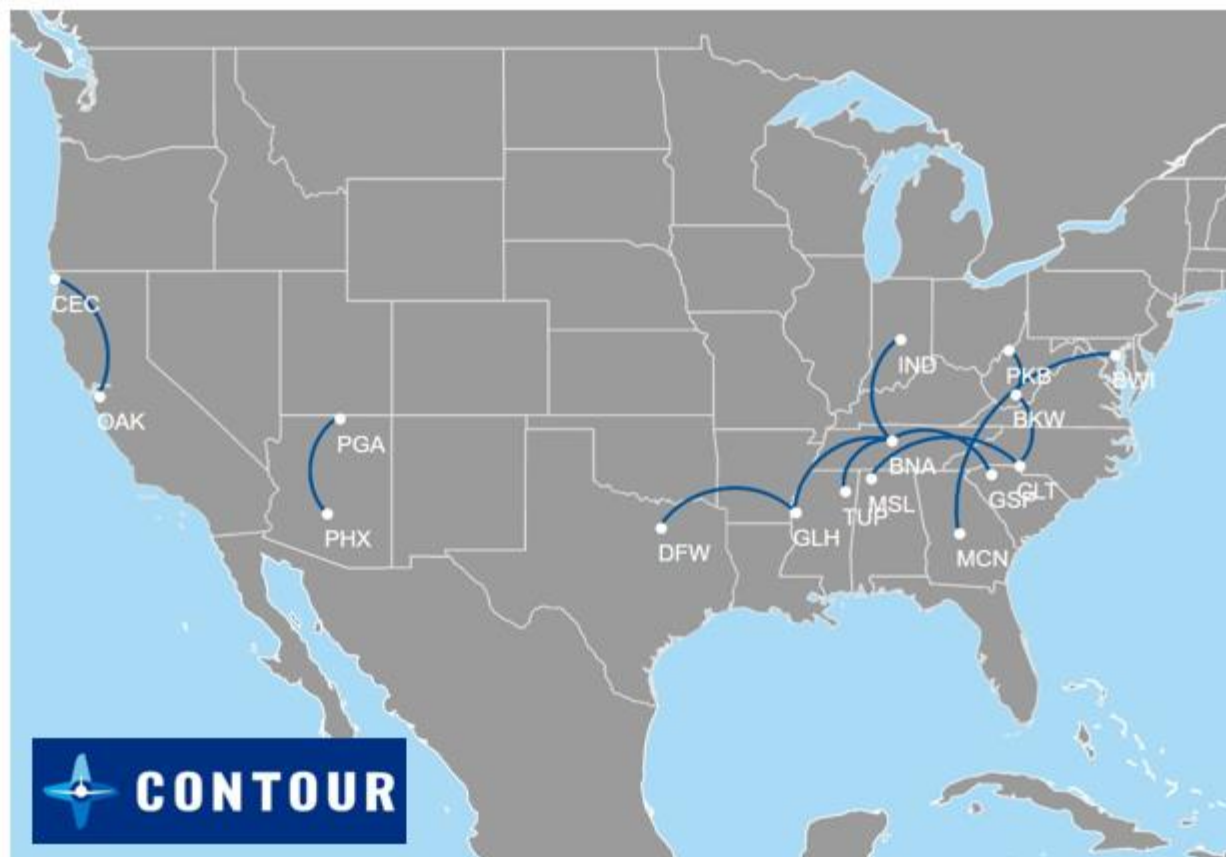 CEC
OAK
PGA
PHX
DFW
GLH
TUP
MSL
BNA
IND
PKB
BWI
BKW
CLT
GSP
MCN
CONTOUR